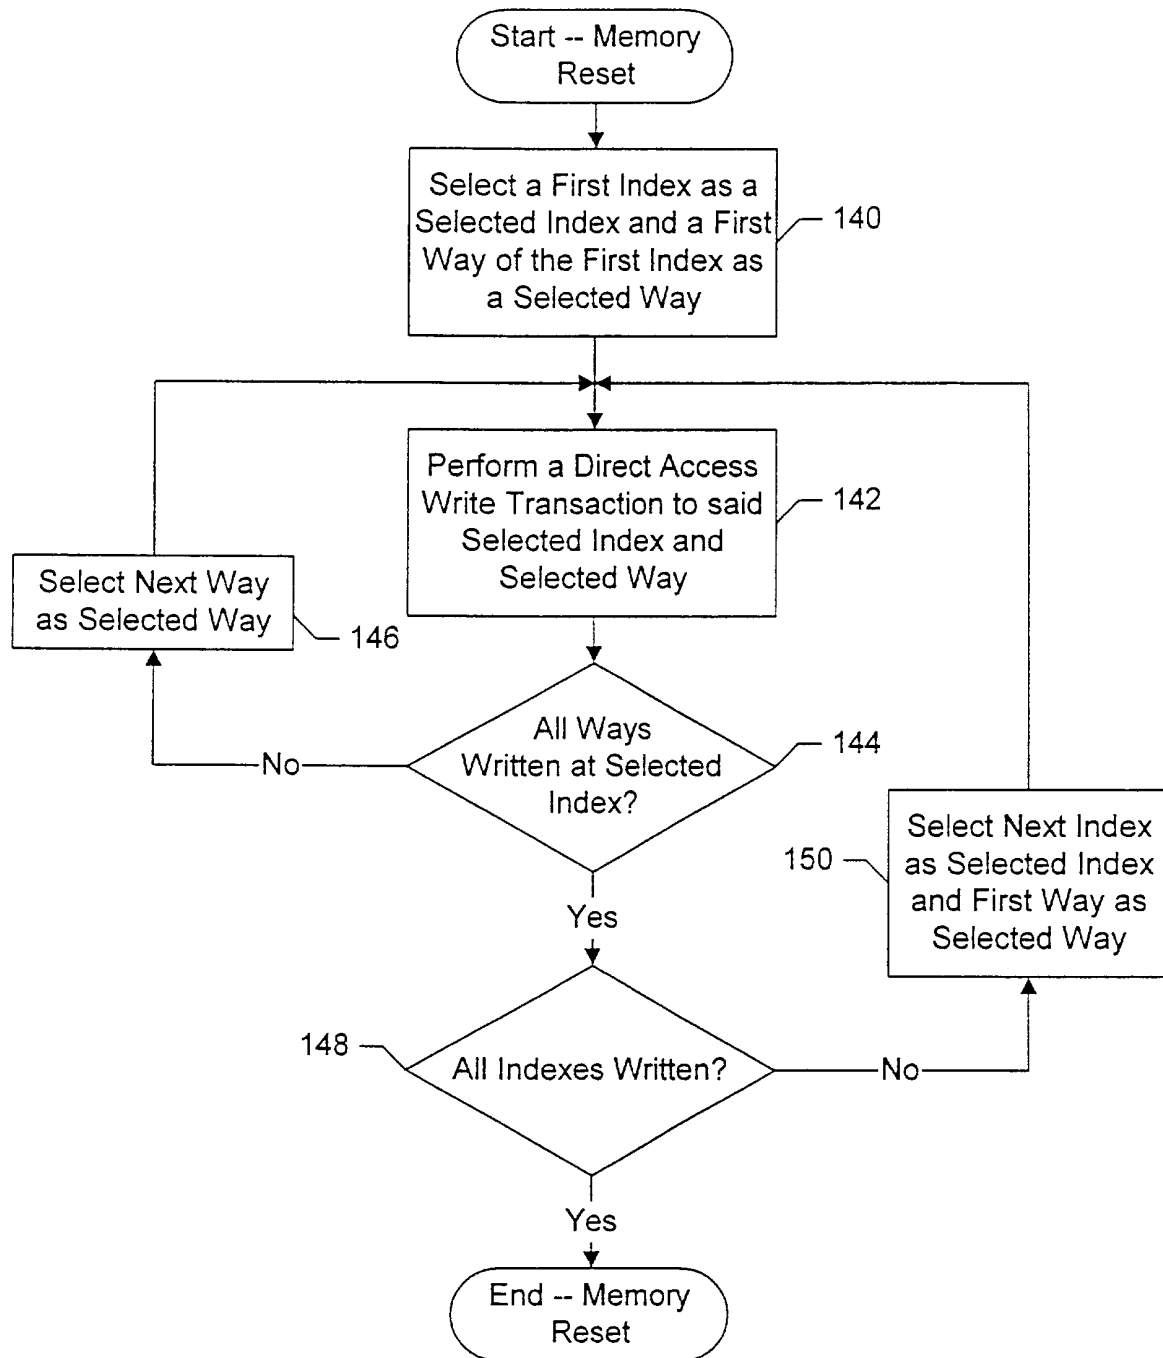 Start -- Memory
Reset
Select a First Index as a
Selected Index and a First
Way of the First Index as
a Selected Way
140
Perform a Direct Access
Write Transaction to said
Selected Index and
Selected Way
142
Select Next Way
as Selected Way
146
All Ways
Written at Selected
Index?
144
No
Yes
Select Next Index
as Selected Index
and First Way as
Selected Way
150
148
All Indexes Written?
No
Yes
End -- Memory
Reset